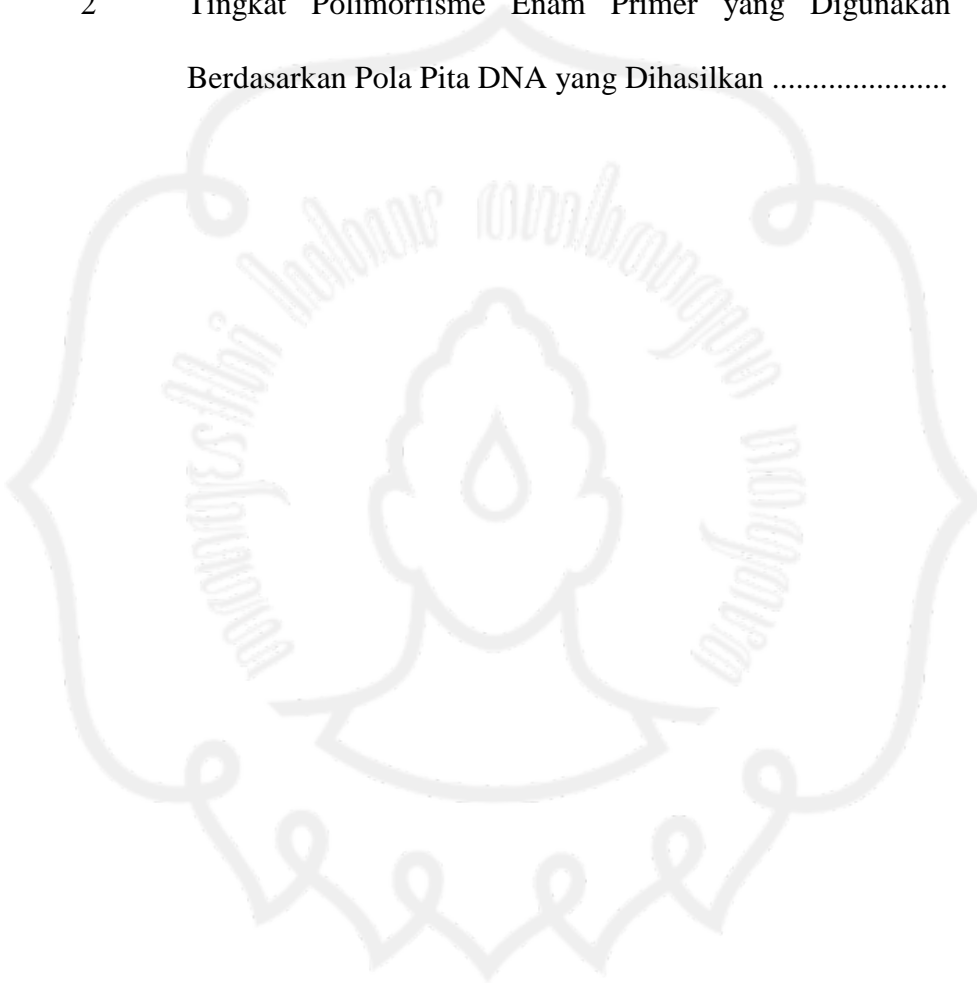 2 Tingkat Polimorfisme Enam Primer yang Digunakan
Berdasarkan Pola Pita DNA yang Dihasilkan ......................